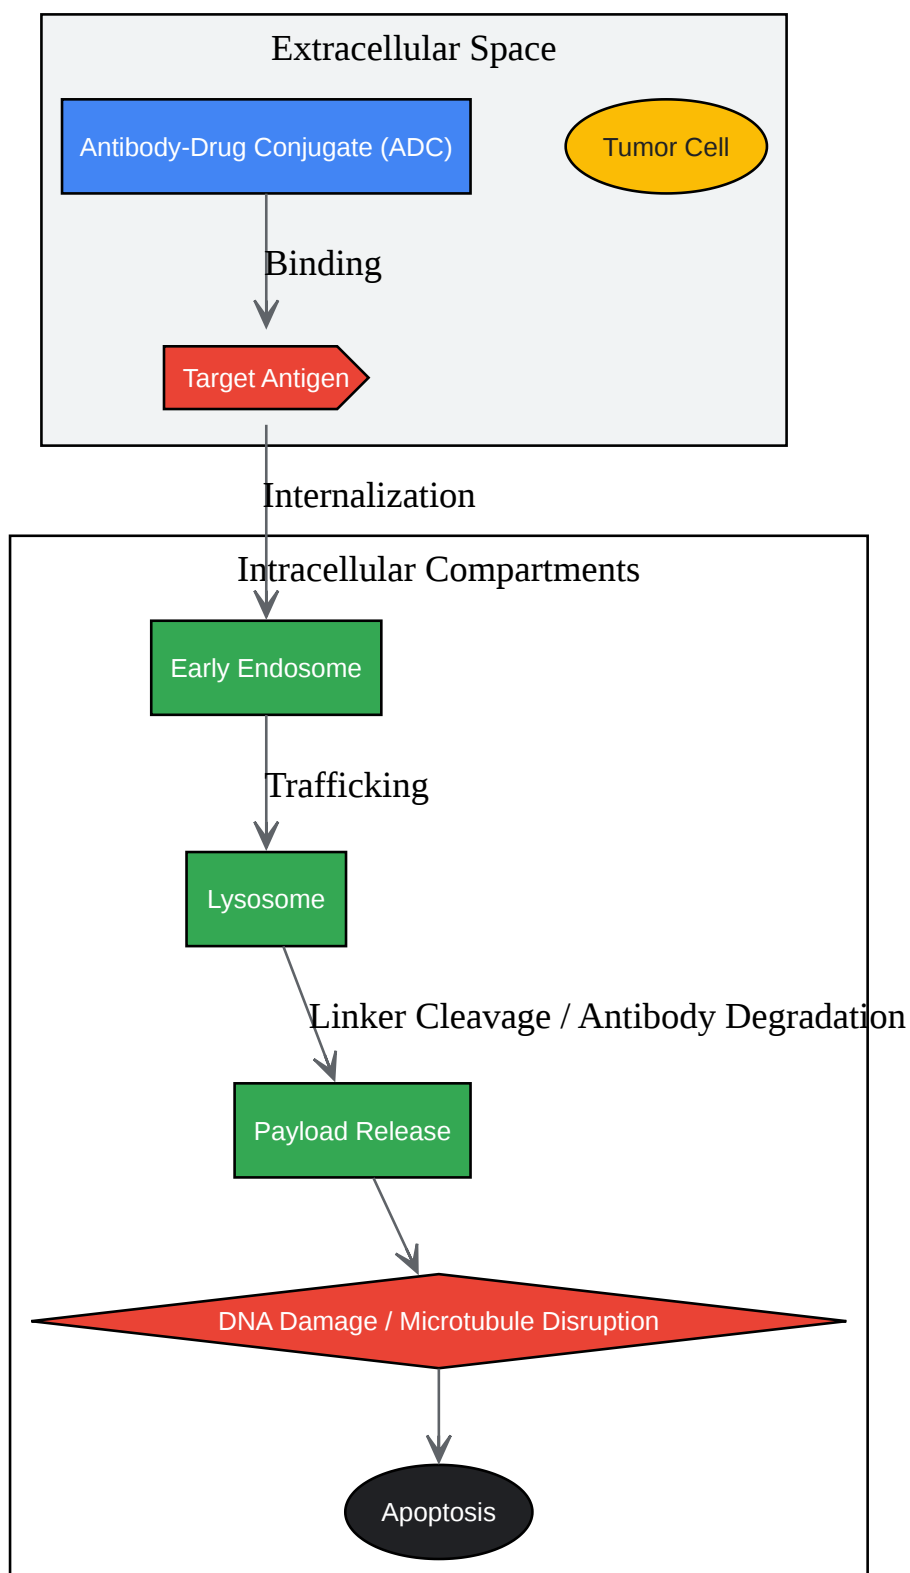 Extracellular Space
Antibody-Drug Conjugate (ADC)
Tumor Cell
Binding
Target Antigen
Internalization
Intracellular Compartments
Early Endosome
Trafficking
Lysosome
Linker Cleavage / Antibody Degradation
Payload Release
DNA Damage / Microtubule Disruption
Apoptosis